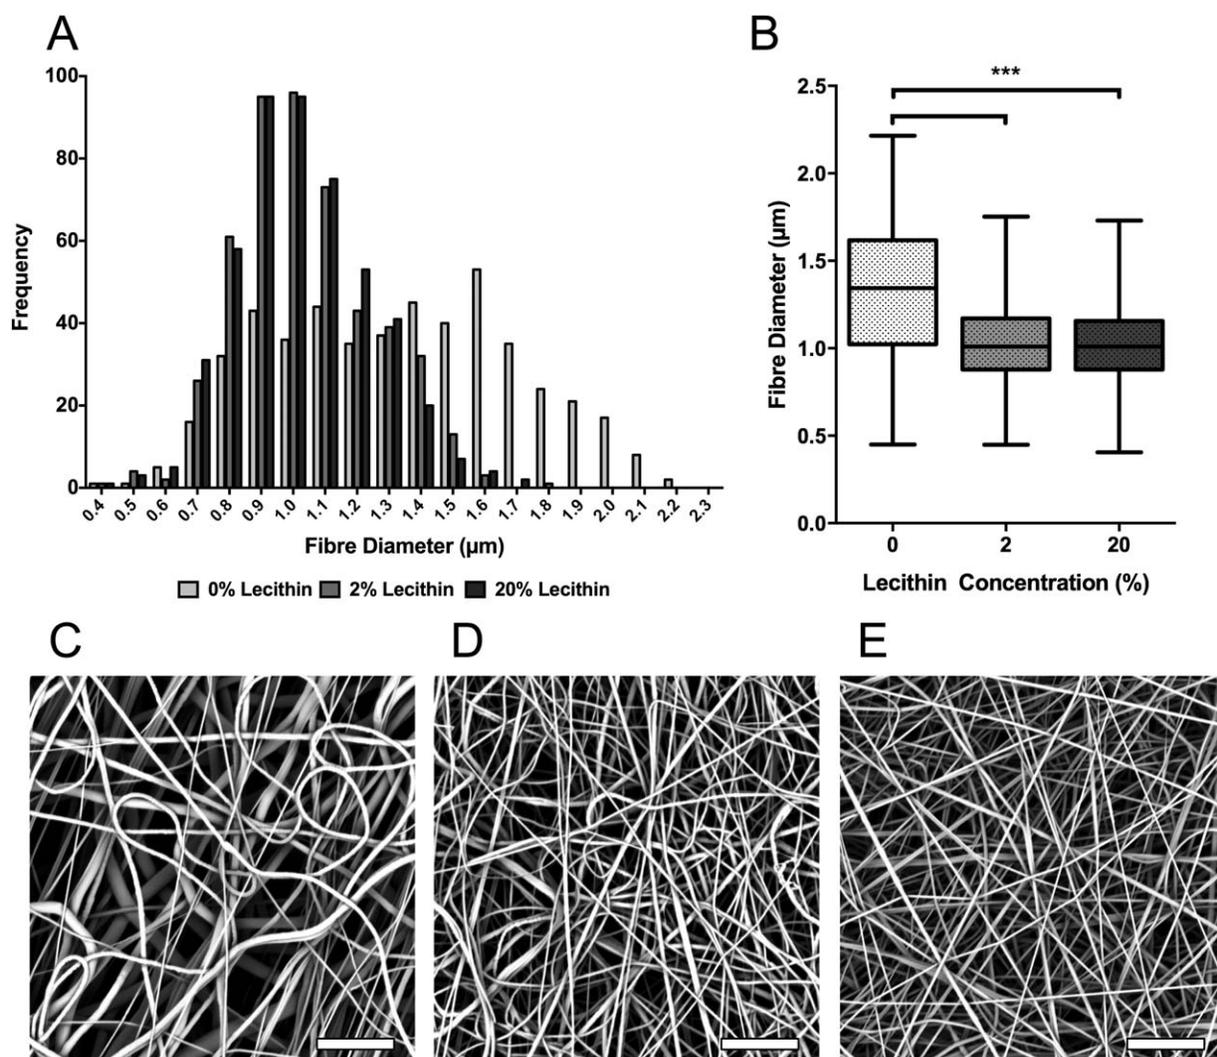 A
B
100
80
60
40
20
0
Frequency
0.4 0.5 0.6 0.7 0.8 0.9 1.0 1.1 1.2 1.3 1.4 1.5 1.6 1.7 1.8 1.9 2.0 2.1 2.2 2.3
Fibre Diameter (µm)
0% Lecithin 2% Lecithin 20% Lecithin
***
2.5
2.0
1.5
1.0
0.5
0.0
Fibre Diameter (µm)
0 2 20
Lecithin Concentration (%)
C
D
E